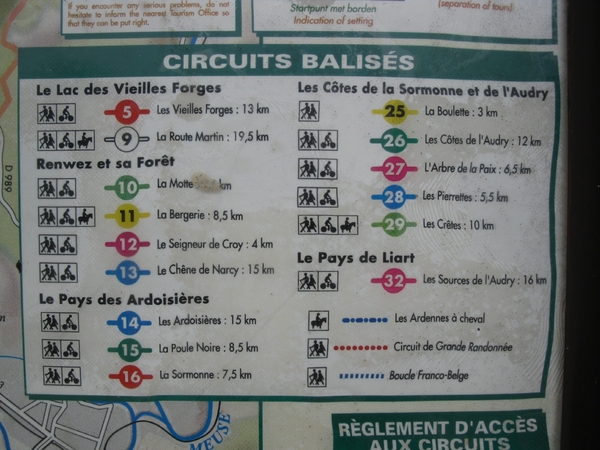 If you encounter any serious problems, do not
hesitate to inform the nearest Tourism Office so
that they can be put right.
Startpunt met borden
Indication of setting
(separation of tours)
CIRCUITS BALISÉS
Le Lac des Vieilles Forges
5 Les Vieilles Forges : 13 km
9 La Route Martin : 19,5 km
Renwez et sa Forêt
10 La Motte km
11 La Bergerie : 8,5 km
12 Le Seigneur de Croy : 4 km
13 Le Chêne de Narcy : 15 km
Le Pays des Ardoisières
14 Les Ardoisières : 15 km
15 La Poule Noire : 8,5 km
16 La Sormonne : 7,5 km
Les Côtes de la Sormonne et de l'Audry
25 La Boulette : 3 km
26 Les Côtes de l'Audry : 12 km
27 L'Arbre de la Paix : 6,5 km
28 Les Pierrettes : 5,5 km
29 Les Crêtes : 10 km
Le Pays de Liart
32 Les Sources de l'Audry : 16 km
Les Ardennes à cheval
Circuit de Grande Randonnée
Boucle Franco-Belge
RÈGLEMENT D'ACCÈS
AUX CIRCUITS
D 989
MEUSE